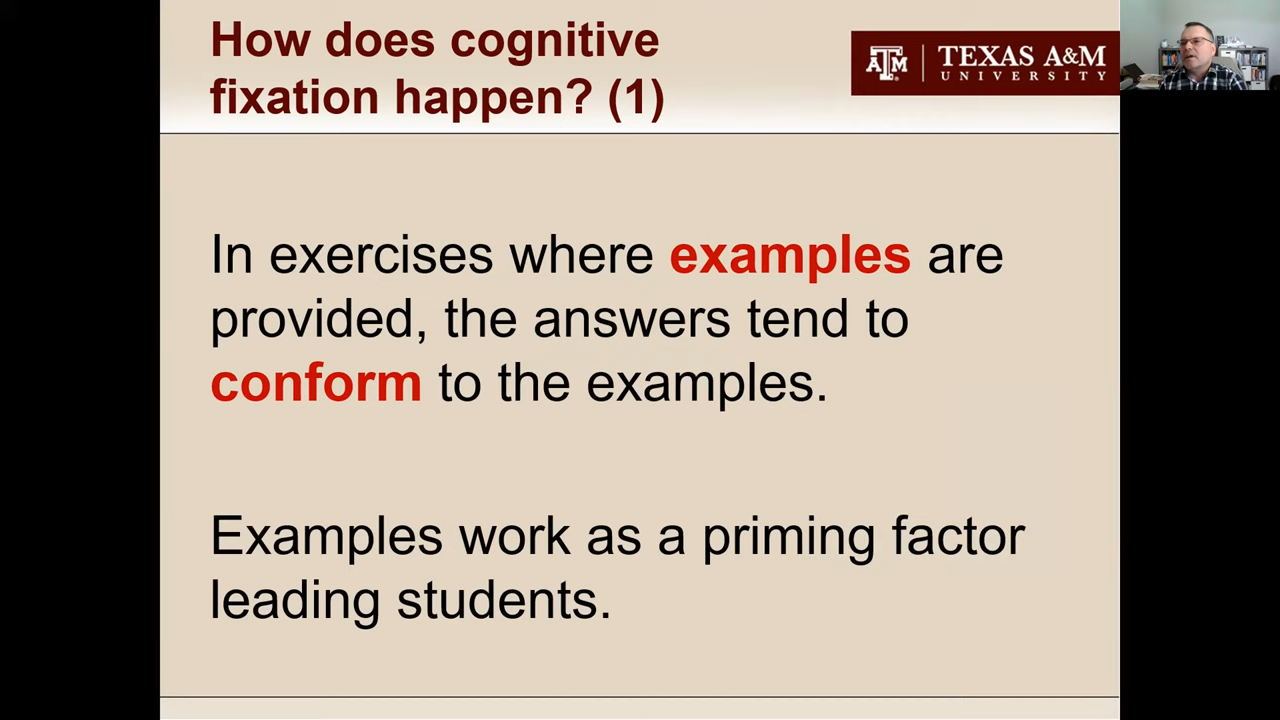 How does cognitive
fixation happen? (1)
ATM
TEXAS A&M
UNIVERSITY
In exercises where examples are
provided, the answers tend to
conform to the examples.
Examples work as a priming factor
leading students.